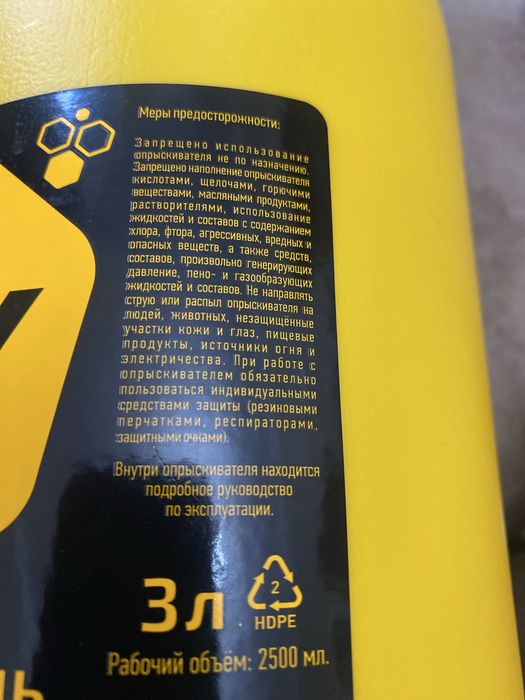 Меры предосторожности:
Запрещено использование
опрыскивателя не по назначению.
Запрещено наполнение опрыскивателя
кислотами, щелочами, горючими
веществами, масляными продуктами,
растворителями, использование
жидкостей и составов с содержанием
хлора, фтора, агрессивных, вредных и
опасных веществ, а также средств,
составов, произвольно генерирующих
давление, пено- и газообразующих
жидкостей и составов. Не направлять
струю или распыл опрыскивателя на
людей, животных, незащищённые
участки кожи и глаз, пищевые
продукты, источники огня и
электричества. При работе с
опрыскивателем обязательно
пользоваться индивидуальными
средствами защиты (резиновыми
перчатками, респираторами,
защитными очками).
Внутри опрыскивателя находится
подробное руководство
по эксплуатации.
3 л
2
HDPE
Рабочий объём: 2500 мл.